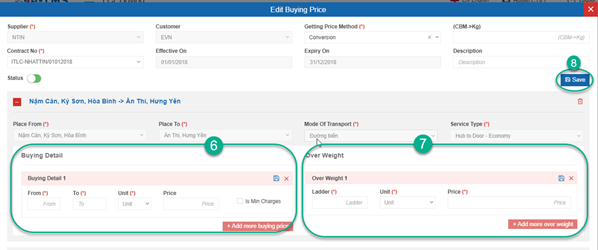 Edit Buying Price
Supplier (*) Customer Getting Price Method (*) (CBM->Kg)
NTIN EVN Conversion (CBM->Kg)
Contract No (*) Effective On Expiry On Description
ITLC-NHATTIN/01012018 01/01/2018 31/12/2018 Description
Status 8
Save
Nậm Cắn, Kỳ Sơn, Hòa Bình -> Ân Thi, Hưng Yên
Place From (*) Place To (*) Mode Of Transport (*) Service Type (*)
Nậm Cắn, Kỳ Sơn, Hòa Bình Ân Thi, Hưng Yên Đường biển Hub to Door - Economy
6 7
Buying Detail Over Weight
Buying Detail 1 Over Weight 1
From (*) To (*) Unit (*) Price Ladder (*) Unit (*) Price (*)
From To Unit Price Is Min Charges Ladder Unit Price
+ Add more buying price + Add more over weight